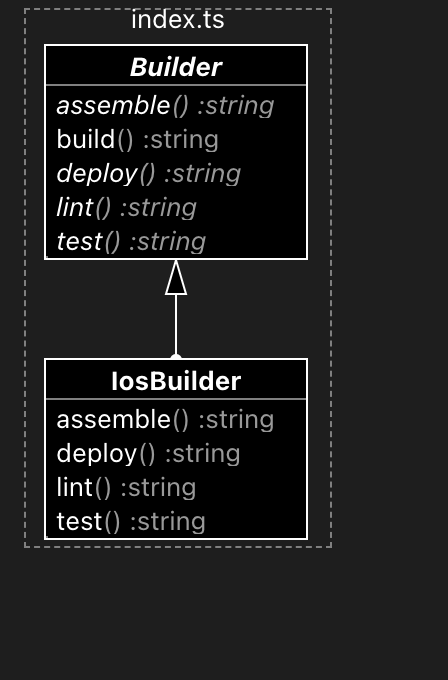 index.ts
Builder
assemble() :string
build() :string
deploy() :string
lint() :string
test() :string
IosBuilder
assemble() :string
deploy() :string
lint() :string
test() :string